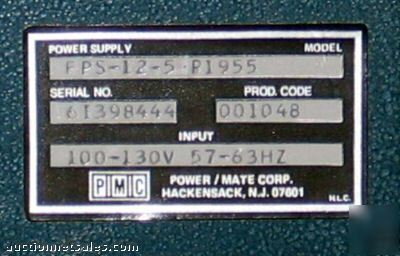 POWER SUPPLY MODEL
FPS-12-5 P1955
SERIAL NO. PROD. CODE
6I398444 001048
INPUT
100-130V 57-63HZ
PMC POWER / MATE CORP.
HACKENSACK, N.J. 07601
N.L.C.
auctionnetsales.com